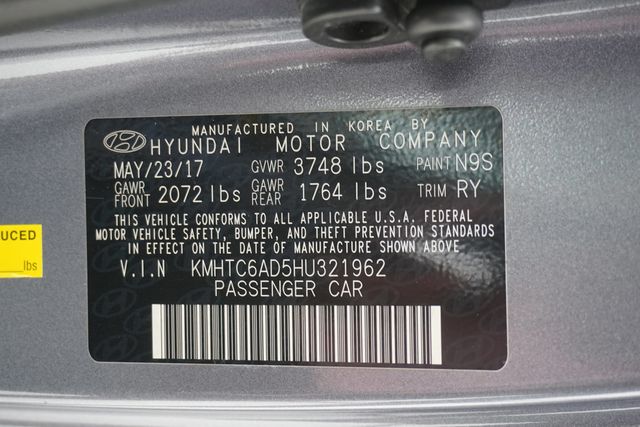 MANUFACTURED IN KOREA BY
HYUNDAI MOTOR COMPANY
MAY/23/17 GVWR 3748 lbs PAINT N9S
GAWR FRONT 2072 lbs GAWR REAR 1764 lbs TRIM RY
THIS VEHICLE CONFORMS TO ALL APPLICABLE U.S.A. FEDERAL
MOTOR VEHICLE SAFETY, BUMPER, AND THEFT PREVENTION STANDARDS
IN EFFECT ON THE DATE OF MANUFACTURE SHOWN ABOVE
V.I.N KMHTC6AD5HU321962
PASSENGER CAR
UCED
lbs